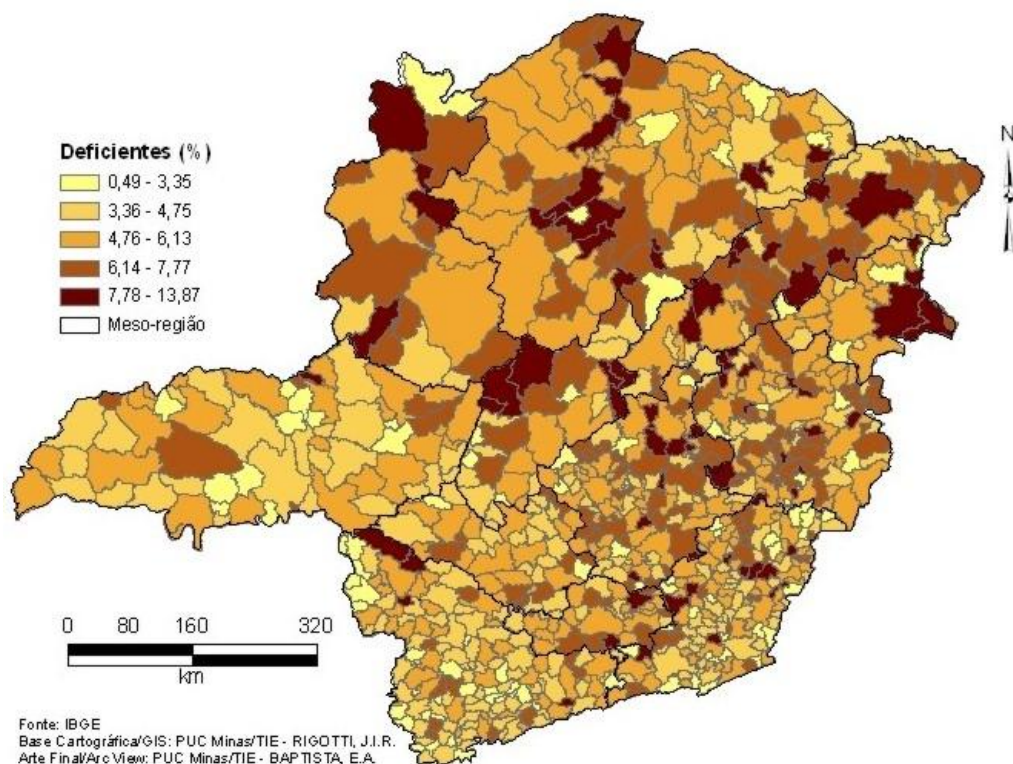 Deficientes (%)
0,49 - 3,35
3,36 - 4,75
4,76 - 6,13
6,14 - 7,77
7,78 - 13,87
Meso-região
N
0 80 160 320
km
Fonte: IBGE
Base Cartográfica/GIS: PUC Minas/TIE - RIGOTTI, J.I.R.
Arte Final/Arc View: PUC Minas/TIE - BAPTISTA, E.A.